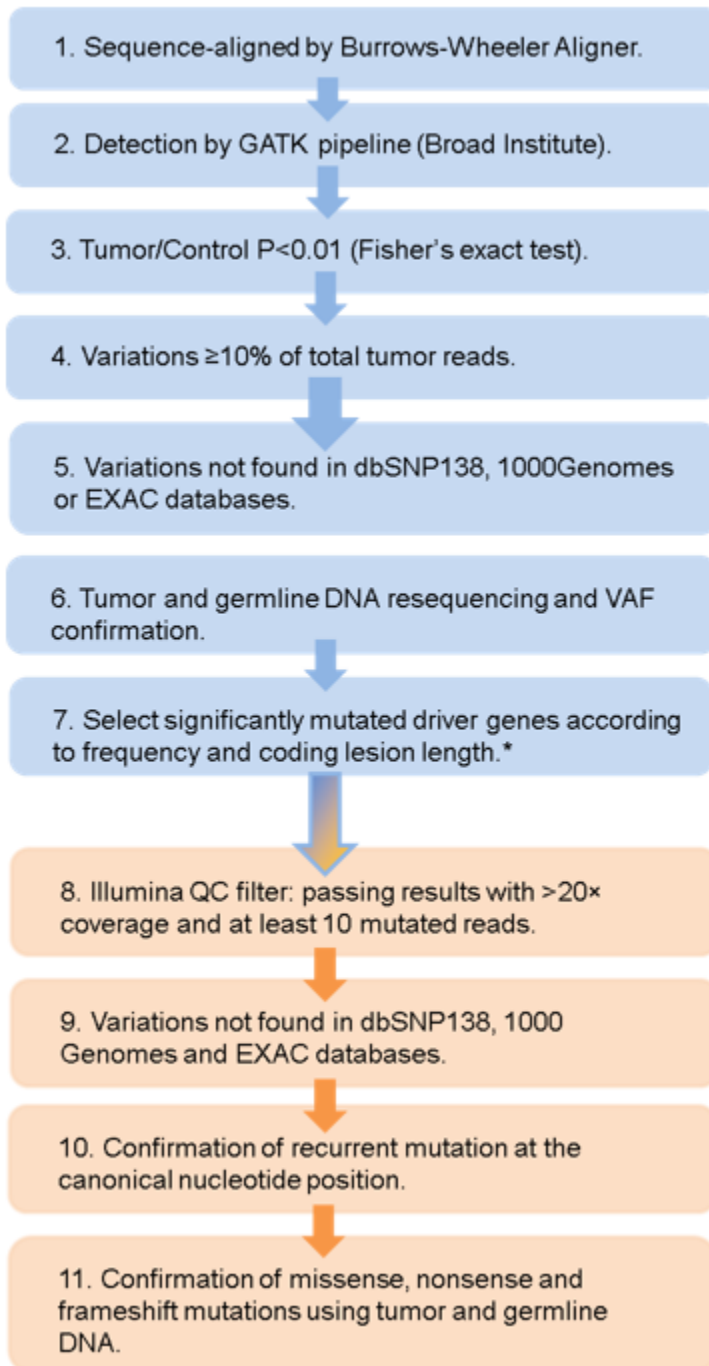 1. Sequence-aligned by Burrows-Wheeler Aligner.
2. Detection by GATK pipeline (Broad Institute).
3. Tumor/Control P<0.01 (Fisher's exact test).
4. Variations ≥10% of total tumor reads.
5. Variations not found in dbSNP138, 1000Genomes
or EXAC databases.
6. Tumor and germline DNA resequencing and VAF
confirmation.
7. Select significantly mutated driver genes according
to frequency and coding lesion length.*
8. Illumina QC filter: passing results with >20×
coverage and at least 10 mutated reads.
9. Variations not found in dbSNP138, 1000
Genomes and EXAC databases.
10. Confirmation of recurrent mutation at the
canonical nucleotide position.
11. Confirmation of missense, nonsense and
frameshift mutations using tumor and germline
DNA.